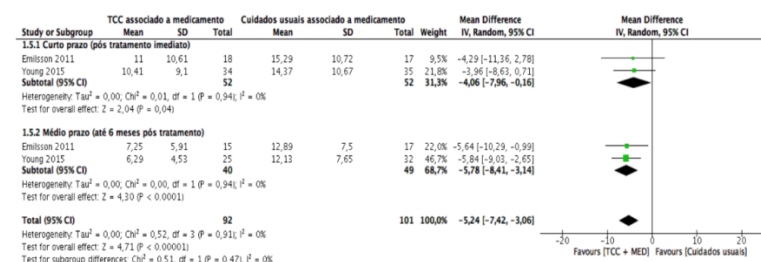 TCC associado a medicamento Cuidados usuais associado a medicamento Mean Difference Mean Difference
Study or Subgroup Mean SD Total Mean SD Total Weight IV, Random, 95% CI IV, Random, 95% CI
1.5.1 Curto prazo (pós tratamento imediato)
Emilsson 2011 11 10,61 18 15,29 10,72 17 9,5% -4,29 [-11,36, 2,78]
Young 2015 10,41 9,1 34 14,37 10,67 35 21,8% -3,96 [-8,63, 0,71]
Subtotal (95% CI) 52 52 31,3% -4,06 [-7,96, -0,16]
Heterogeneity: Tau² = 0,00; Chi² = 0,01, df = 1 (P = 0,94); I² = 0%
Test for overall effect: Z = 2,04 (P = 0,04)
1.5.2 Médio prazo (até 6 meses pós tratamento)
Emilsson 2011 7,25 5,91 15 12,89 7,5 17 22,0% -5,64 [-10,29, -0,99]
Young 2015 6,29 4,53 25 12,13 7,65 32 46,7% -5,84 [-9,03, -2,65]
Subtotal (95% CI) 40 49 68,7% -5,78 [-8,41, -3,14]
Heterogeneity: Tau² = 0,00; Chi² = 0,00, df = 1 (P = 0,94); I² = 0%
Test for overall effect: Z = 4,30 (P < 0,0001)
Total (95% CI) 92 101 100,0% -5,24 [-7,42, -3,06]
Heterogeneity: Tau² = 0,00; Chi² = 0,52, df = 3 (P = 0,91); I² = 0%
Test for overall effect: Z = 4,71 (P < 0,00001)
Test for subgroup differences: Chi² = 0,51, df = 1 (P = 0,47), I² = 0%
-20 -10 0 10 20
Favours [TCC + MED] Favours [Cuidados usuais]